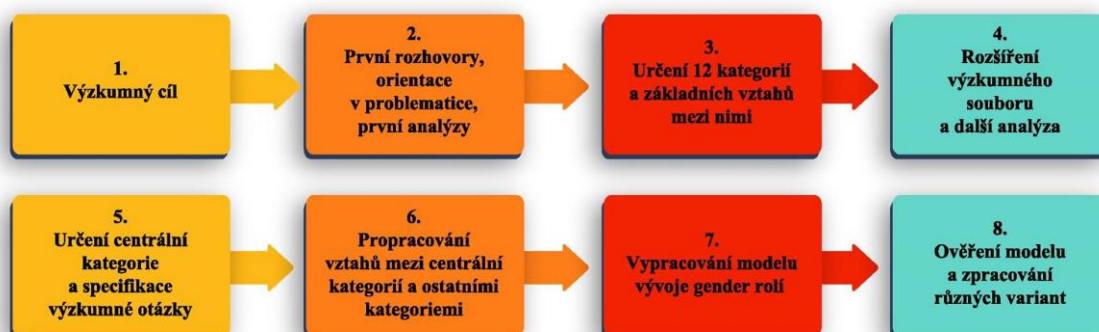 1.
Výzkumný cíl
2.
První rozhovory,
orientace
v problematice,
první analýzy
3.
Určení 12 kategorií
a základních vztahů
mezi nimi
4.
Rozšíření
výzkumného
souboru
a další analýza
5.
Určení centrální
kategorie
a specifikace
výzkumné otázky
6.
Propracování
vztahů mezi centrální
kategorií a ostatními
kategoriemi
7.
Vypracování modelu
vývoje gender rolí
8.
Ověření modelu
a zpracování
různých variant